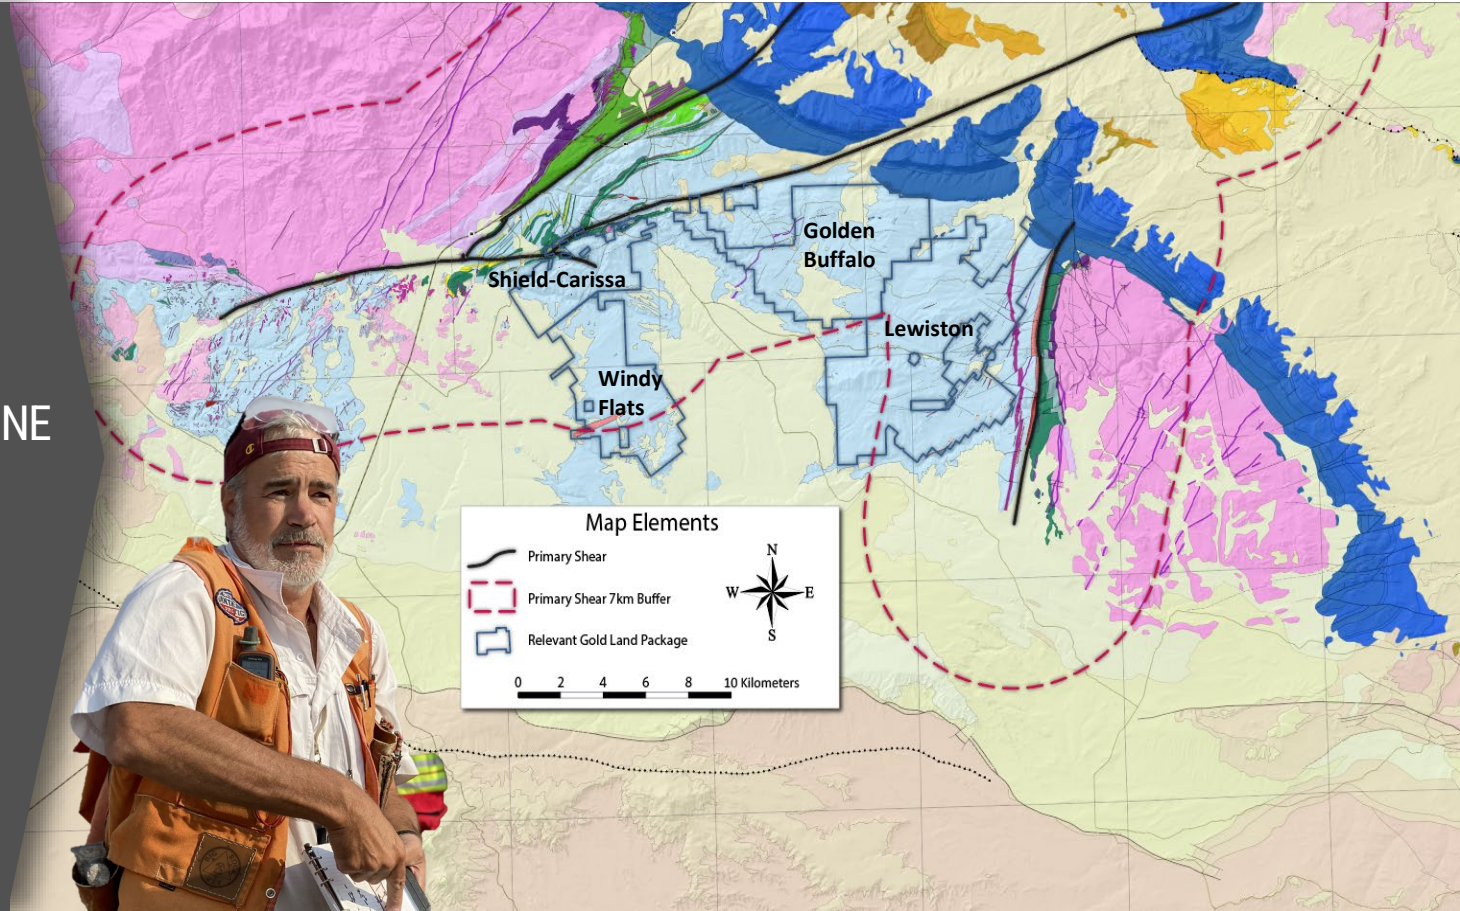 NE
Golden
Buffalo
Shield-Carissa
Lewiston
Windy
Flats
Map Elements
Primary Shear
Primary Shear 7km Buffer
Relevant Gold Land Package
N
W
E
S
0 2 4 6 8 10 Kilometers